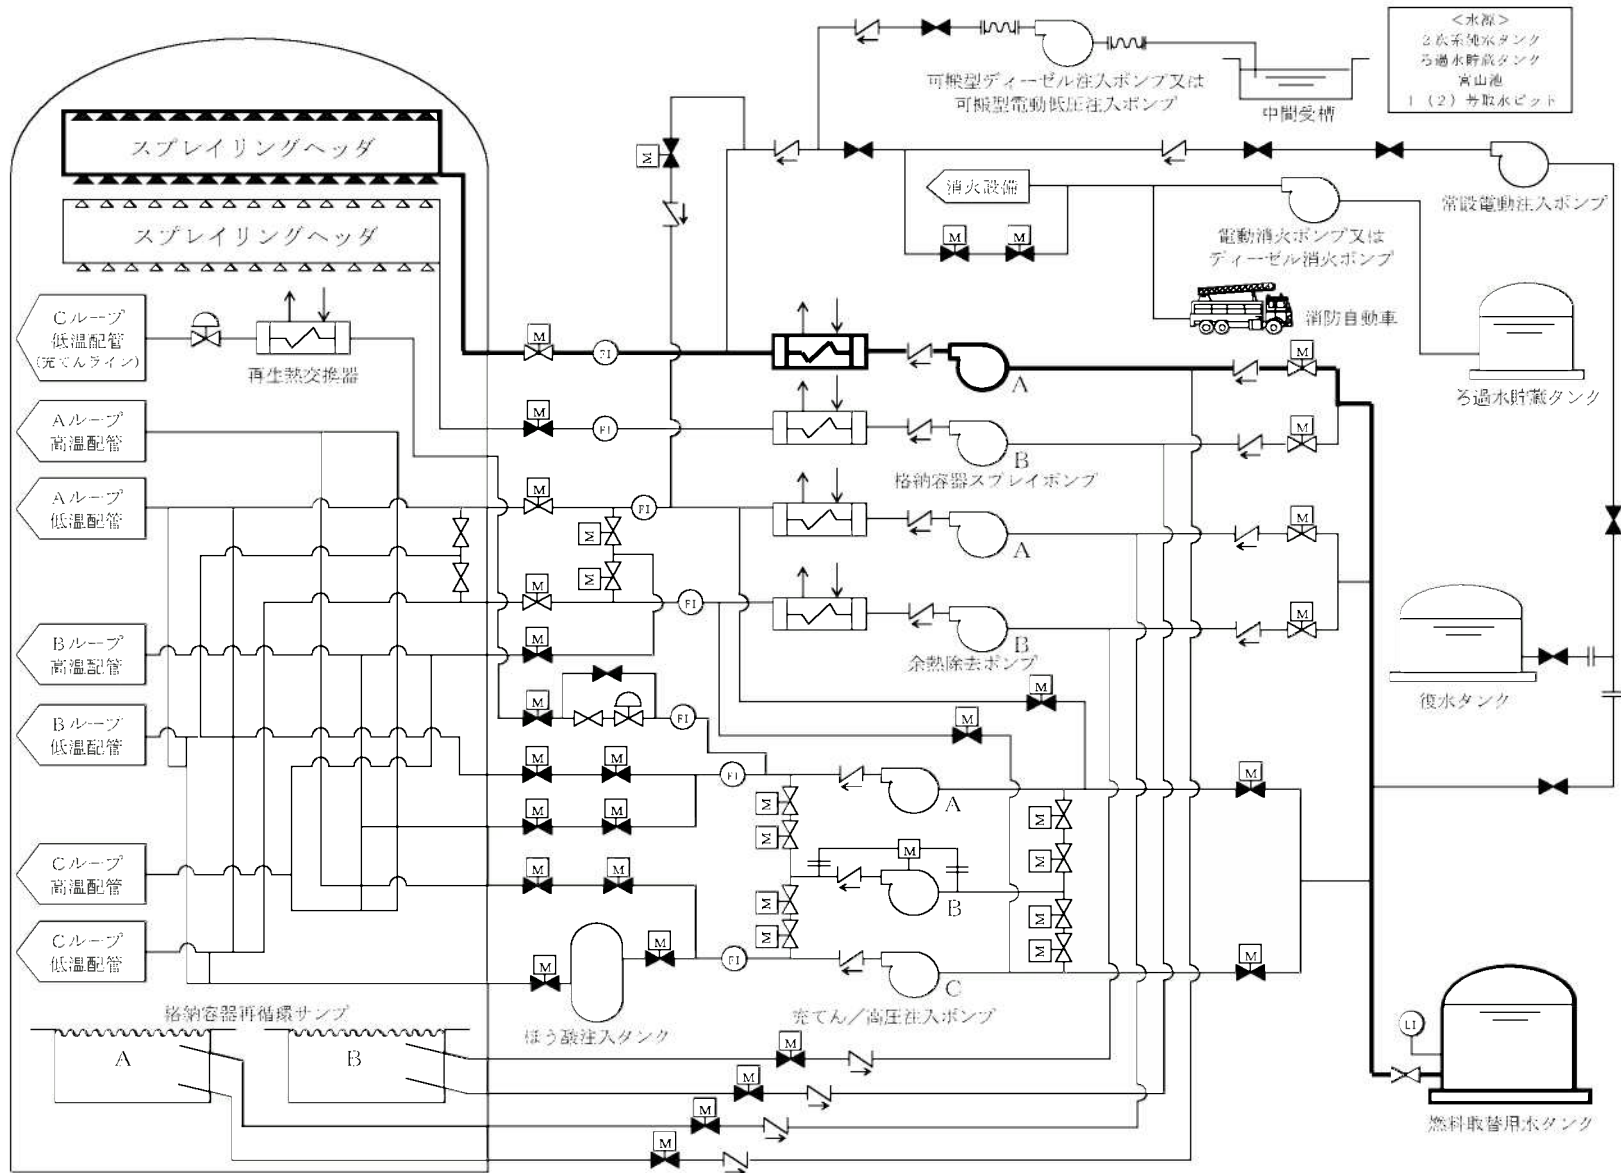 <水源>
2次系純水タンク
ろ過水貯蔵タンク
宮山池
1(2)号取水ピット
可搬型ディーゼル注入ポンプ又は
可搬型電動低圧注入ポンプ
中間受槽
スプレイリングヘッダ
スプレイリングヘッダ
M
消火設備
常設電動注入ポンプ
M
M
電動消火ポンプ又は
ディーゼル消火ポンプ
消防自動車
ろ過水貯蔵タンク
Cループ
低温配管
(充てんライン)
再生熱交換器
M
FI
A
M
Aループ
高温配管
M
FI
B
M
格納容器スプレイポンプ
Aループ
低温配管
M
FI
M
A
M
M
M
FI
B
M
余熱除去ポンプ
Bループ
高温配管
M
M
復水タンク
Bループ
低温配管
M
FI
M
M
M
FI
A
M
M
M
M
M
M
M
M
Cループ
高温配管
M
M
M
B
M
M
M
M
Cループ
低温配管
M
M
FI
C
M
格納容器再循環サンプ
ほう酸注入タンク
充てん/高圧注入ポンプ
LI
A
B
M
M
M
M
燃料取替用水タンク